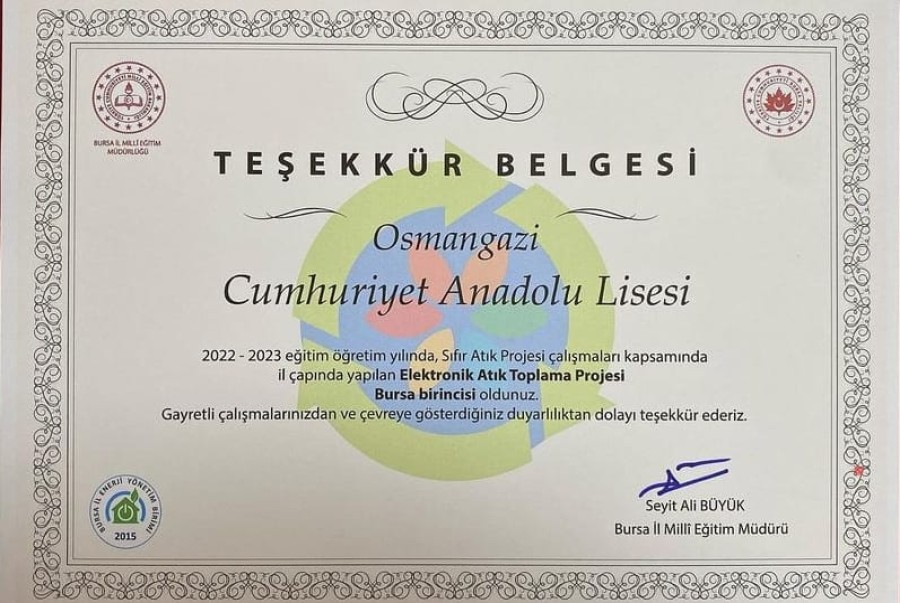 BURSA İL MİLLİ EĞİTİM
MÜDÜRLÜĞÜ
TEŞEKKÜR BELGESİ
Osmangazi
Cumhuriyet Anadolu Lisesi
2022 - 2023 eğitim öğretim yılında, Sıfır Atık Projesi çalışmaları kapsamında
il çapında yapılan Elektronik Atık Toplama Projesi
Bursa birincisi oldunuz.
Gayretli çalışmalarınızdan ve çevreye gösterdiğiniz duyarlılıktan dolayı teşekkür ederiz.
BURSA İL ENERJİ YÖNETİM BİRİMİ
2015
Seyit Ali BÜYÜK
Bursa İl Millî Eğitim Müdürü